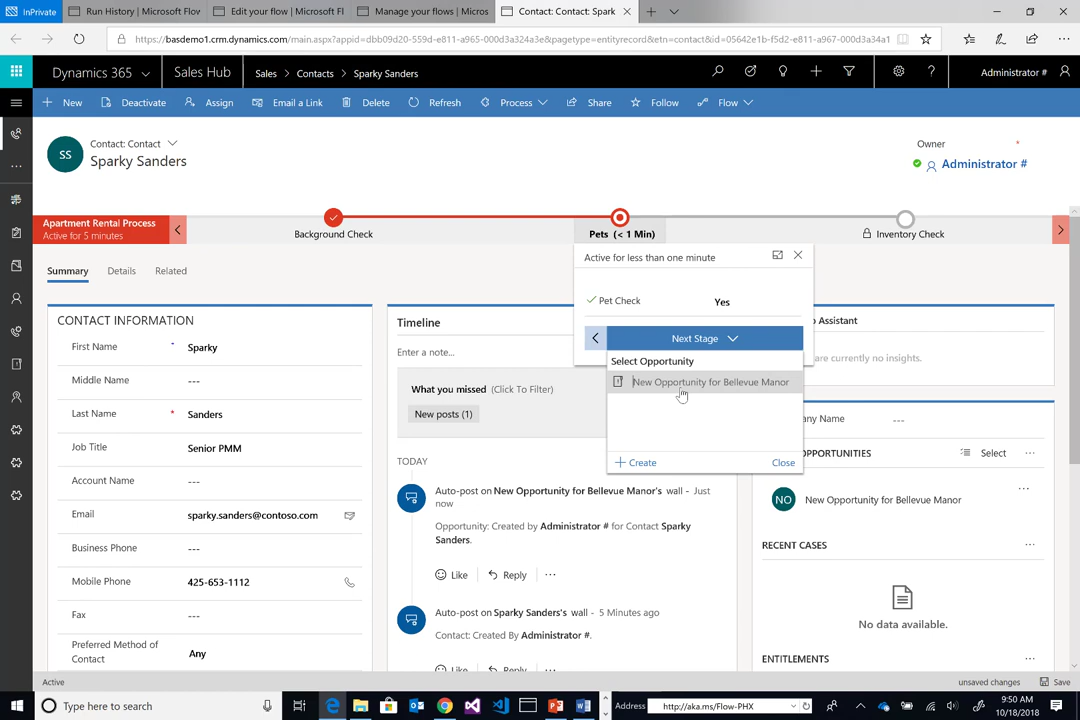 InPrivate
Run History | Microsoft Flov
Edit your flow | Microsoft Fl
Manage your flows | Micros
Contact: Contact: Spark
https://basdemo1.crm.dynamics.com/main.aspx?appid=dbb09d20-559d-e811-a965-000d3a324a3e&pagetype=entityrecord&etn=contact&id=05642e1b-f5d2-e811-a967-000d3a34a1
Dynamics 365
Sales Hub
Sales > Contacts > Sparky Sanders
Administrator #
New
Deactivate
Assign
Email a Link
Delete
Refresh
Process
Share
Follow
Flow
SS
Contact: Contact
Sparky Sanders
Owner *
Administrator #
Apartment Rental Process
Active for 5 minutes
Background Check
Pets (< 1 Min)
Inventory Check
Active for less than one minute
Pet Check Yes
Next Stage
Select Opportunity
New Opportunity for Bellevue Manor
+ Create
Close
Summary
Details
Related
CONTACT INFORMATION
First Name Sparky
Middle Name ---
Last Name * Sanders
Job Title Senior PMM
Account Name ---
Email sparky.sanders@contoso.com
Business Phone ---
Mobile Phone 425-653-1112
Fax ---
Preferred Method of
Contact
Any
Timeline
Enter a note...
What you missed (Click To Filter)
New posts (1)
TODAY
Auto-post on New Opportunity for Bellevue Manor's wall - Just
now
Opportunity: Created by Administrator # for Contact Sparky
Sanders.
Like
Reply
Auto-post on Sparky Sanders's wall - 5 Minutes ago
Contact: Created By Administrator #.
Like
Reply
Assistant
are currently no insights.
any Name ---
OPPORTUNITIES
Select
NO
New Opportunity for Bellevue Manor
RECENT CASES
No data available.
ENTITLEMENTS
Active
unsaved changes
Save
Type here to search
Address
http://aka.ms/Flow-PHX
9:50 AM
10/18/2018